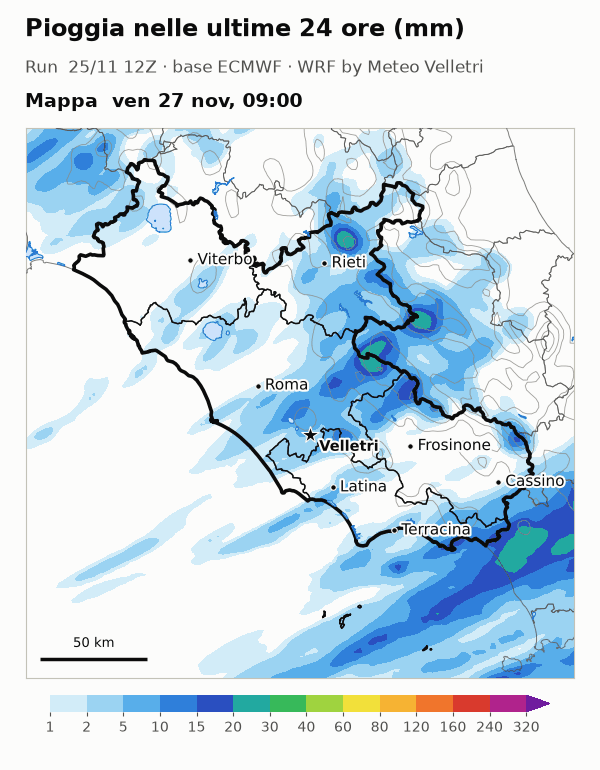 Pioggia nelle ultime 24 ore (mm)
Run  25/11 12Z · base ECMWF · WRF by Meteo Velletri
Mappa  ven 27 nov, 09:00
Viterbo
Rieti
Roma
Velletri
Frosinone
Cassino
Latina
Terracina
50 km
1 2 5 10 15 20 30 40 60 80 120 160 240 320